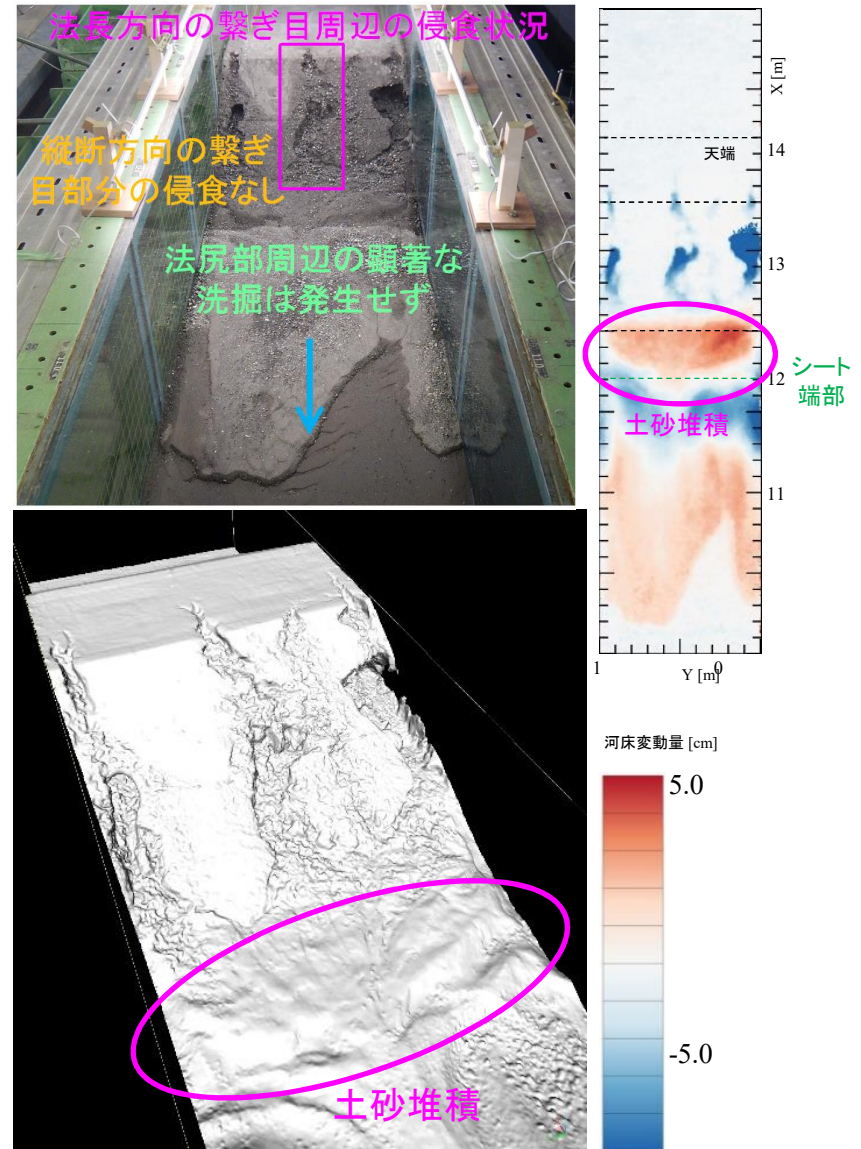 法長方向の繋ぎ目周辺の侵食状況
縦断方向の繋ぎ
目部分の侵食なし
法尻部周辺の顕著な
洗掘は発生せず
X [m]
天端
14
13
12
11
シート
端部
土砂堆積
1
0
Y [m]
土砂堆積
河床変動量 [cm]
5.0
-5.0